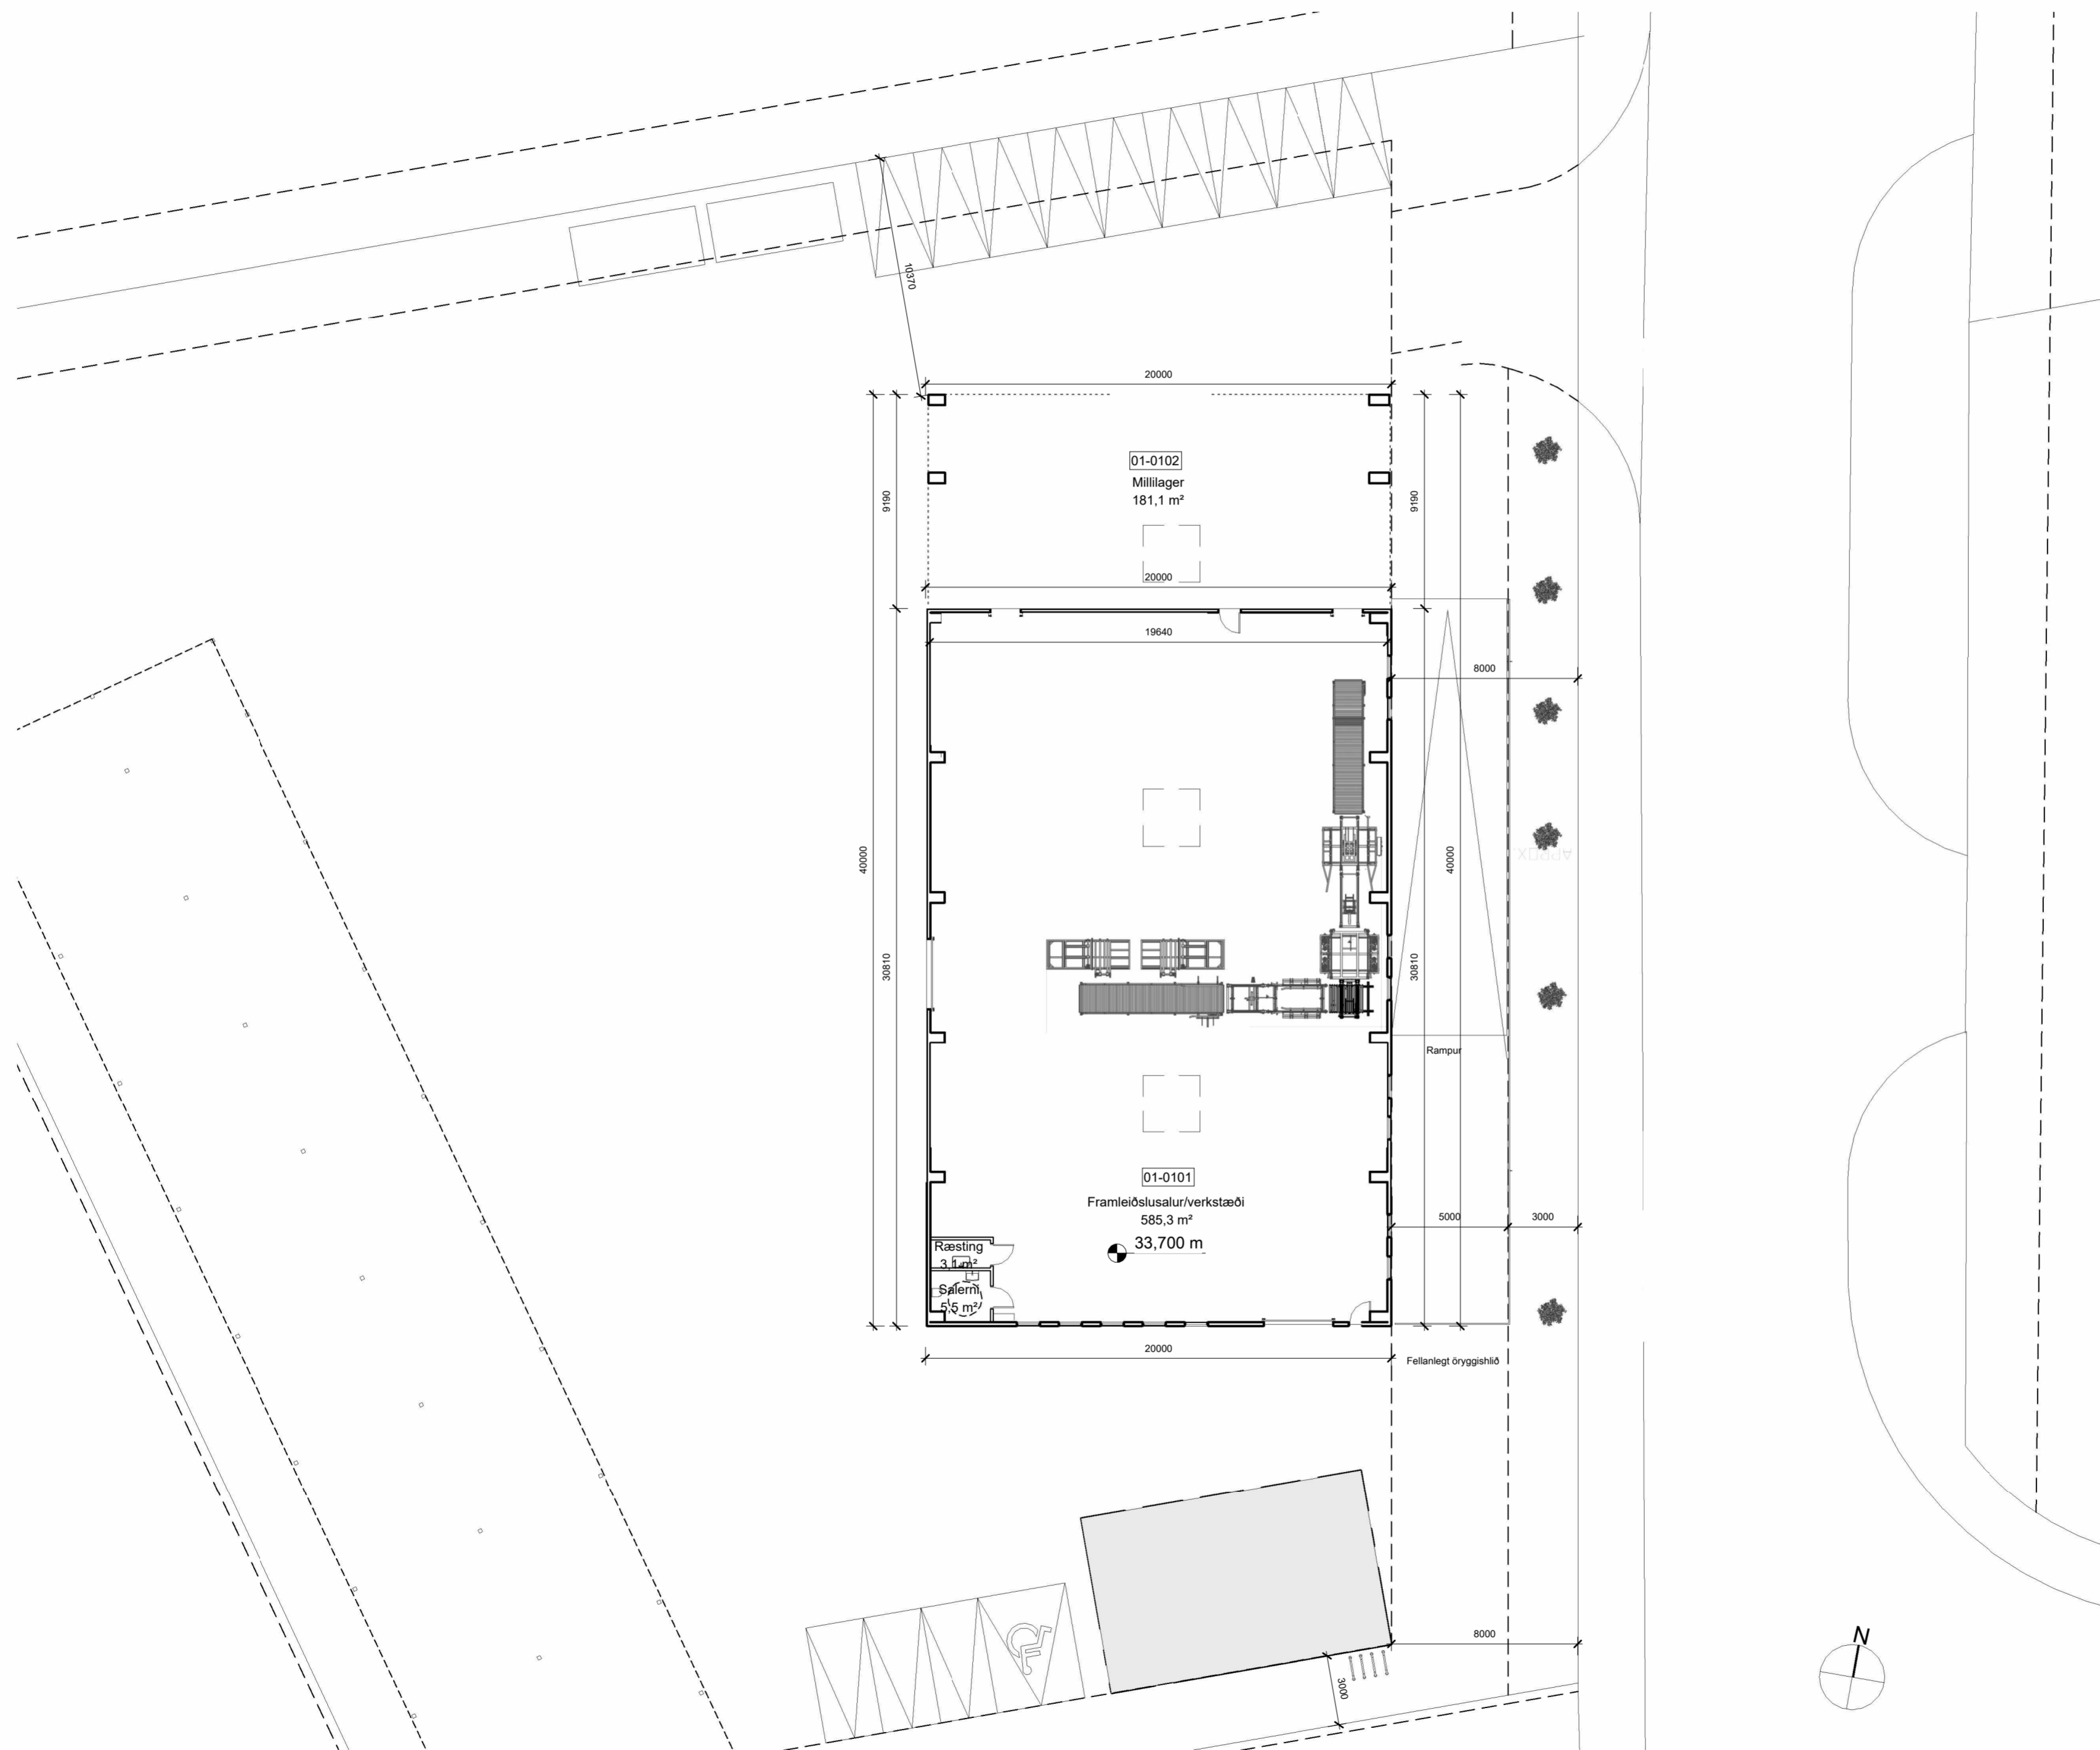 10370
20000
01-0102
Millilager
181,1 m²
9190
9190
20000
19640
8000
40000
40000
30810
30810
Rampur
01-0101
Framleiðslusalur/verkstæði
585,3 m²
33,700 m
5000
3000
Ræsting
3,1 m²
Salerni
5,5 m²
20000
Fellanlegt öryggishlið
8000
3000
N
APPROX